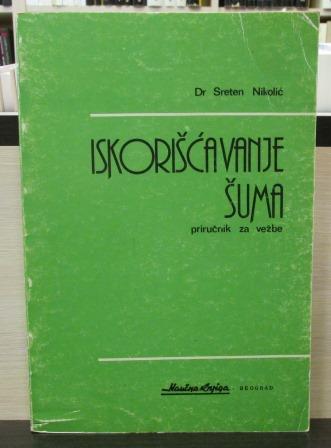 Dr Sreten Nikolić
ISKORIŠĆAVANJE
ŠUMA
priručnik za vežbe
Naučna knjiga - BEOGRAD